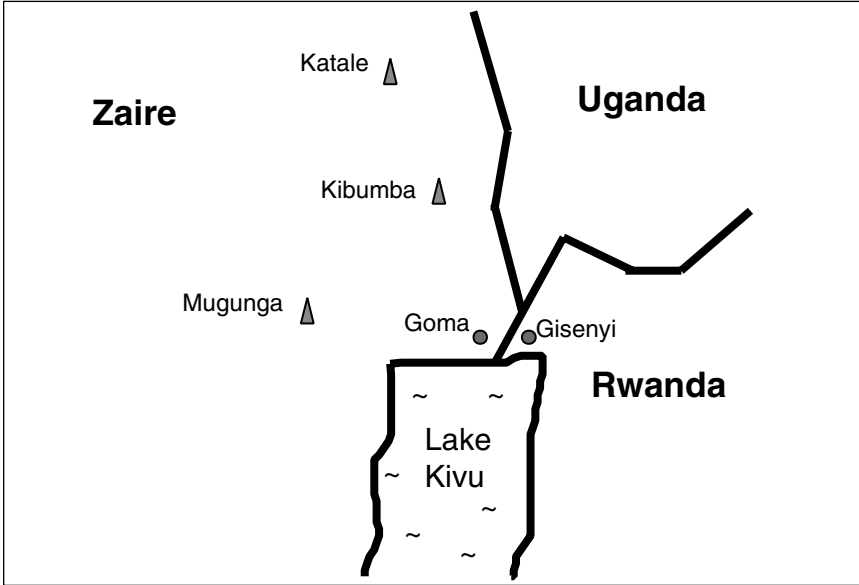 Katale
Zaire
Uganda
Kibumba
Mugunga
Goma
Gisenyi
Rwanda
Lake
Kivu